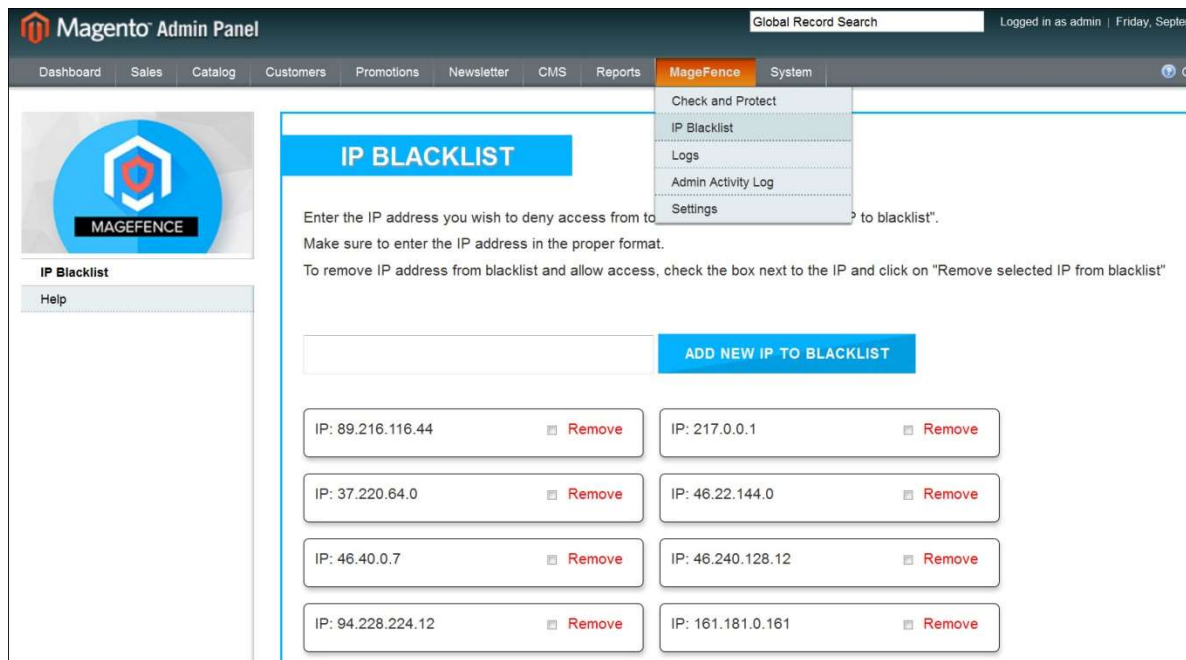 Magento Admin Panel
Global Record Search
Logged in as admin | Friday, Septe
Dashboard Sales Catalog Customers Promotions Newsletter CMS Reports MageFence System
Check and Protect
IP Blacklist
Logs
Admin Activity Log
Settings
MAGEFENCE
IP Blacklist
Help
IP BLACKLIST
Enter the IP address you wish to deny access from to
to blacklist".
Make sure to enter the IP address in the proper format.
To remove IP address from blacklist and allow access, check the box next to the IP and click on "Remove selected IP from blacklist"
ADD NEW IP TO BLACKLIST
IP: 89.216.116.44 Remove
IP: 217.0.0.1 Remove
IP: 37.220.64.0 Remove
IP: 46.22.144.0 Remove
IP: 46.40.0.7 Remove
IP: 46.240.128.12 Remove
IP: 94.228.224.12 Remove
IP: 161.181.0.161 Remove